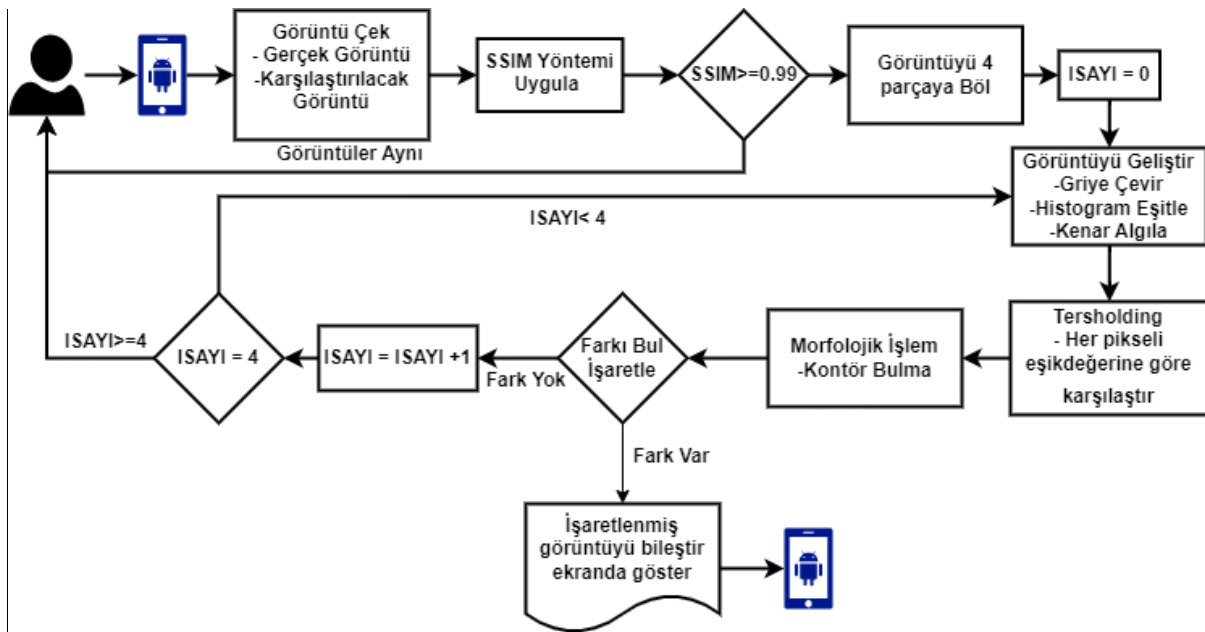 Görüntü Çek
- Gerçek Görüntü
-Karşılaştırılacak
Görüntü
SSIM Yöntemi
Uygula
SSIM>=0.99
Görüntüyü 4
parçaya Böl
ISAYI = 0
Görüntüler Aynı
Görüntüyü Geliştir
-Griye Çevir
-Histogram Eşitle
-Kenar Algıla
ISAYI< 4
Tersholding
- Her pikseli
eşikdeğerine göre
karşılaştır
Morfolojik İşlem
-Kontör Bulma
Farkı Bul
İşaretle
Fark Yok
ISAYI = ISAYI +1
ISAYI = 4
ISAYI>=4
Fark Var
İşaretlenmiş
görüntüyü bileştir
ekranda göster